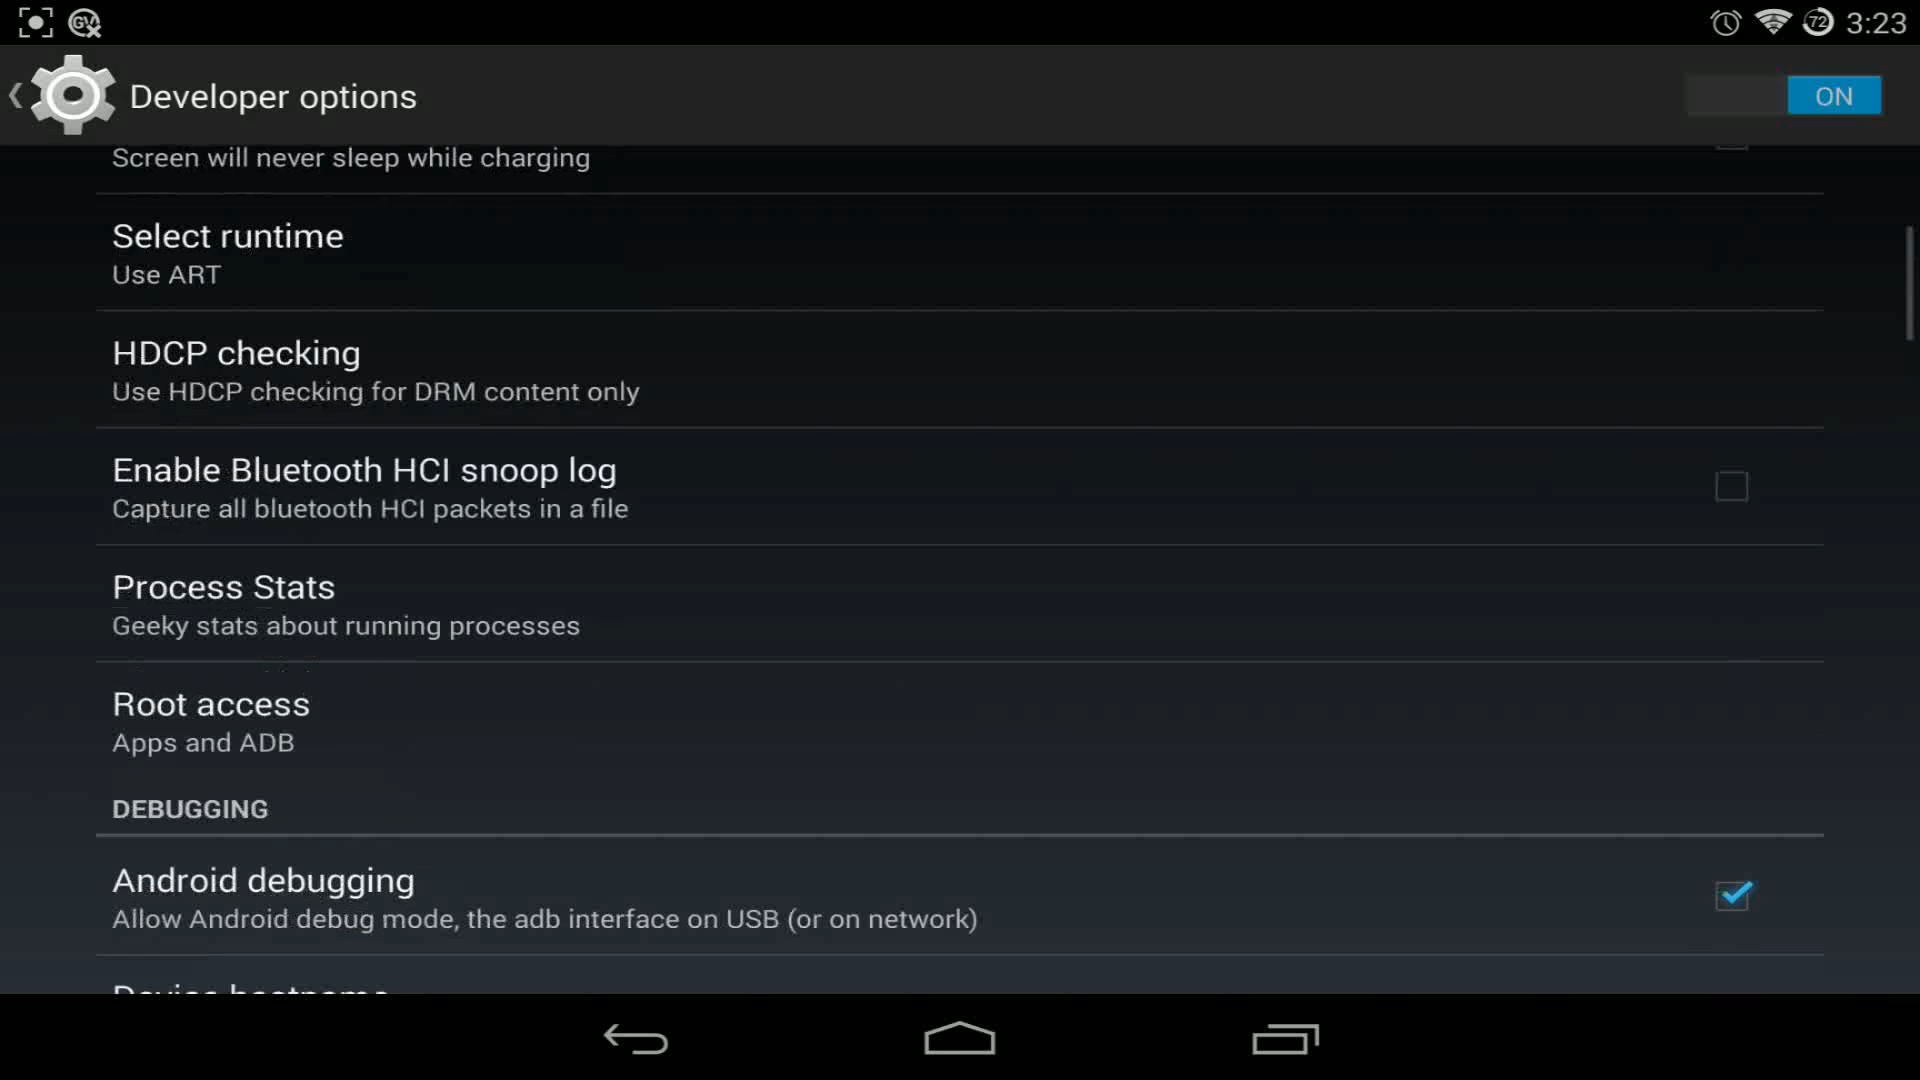 72 3:23
Developer options
ON
Screen will never sleep while charging
Select runtime
Use ART
HDCP checking
Use HDCP checking for DRM content only
Enable Bluetooth HCI snoop log
Capture all bluetooth HCI packets in a file
Process Stats
Geeky stats about running processes
Root access
Apps and ADB
DEBUGGING
Android debugging
Allow Android debug mode, the adb interface on USB (or on network)
Device hostname